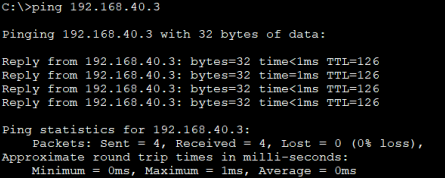 C:\>ping 192.168.40.3
Pinging 192.168.40.3 with 32 bytes of data:
Reply from 192.168.40.3: bytes=32 time<1ms TTL=126
Reply from 192.168.40.3: bytes=32 time=1ms TTL=126
Reply from 192.168.40.3: bytes=32 time<1ms TTL=126
Reply from 192.168.40.3: bytes=32 time<1ms TTL=126
Ping statistics for 192.168.40.3:
    Packets: Sent = 4, Received = 4, Lost = 0 (0% loss),
Approximate round trip times in milli-seconds:
    Minimum = 0ms, Maximum = 1ms, Average = 0ms